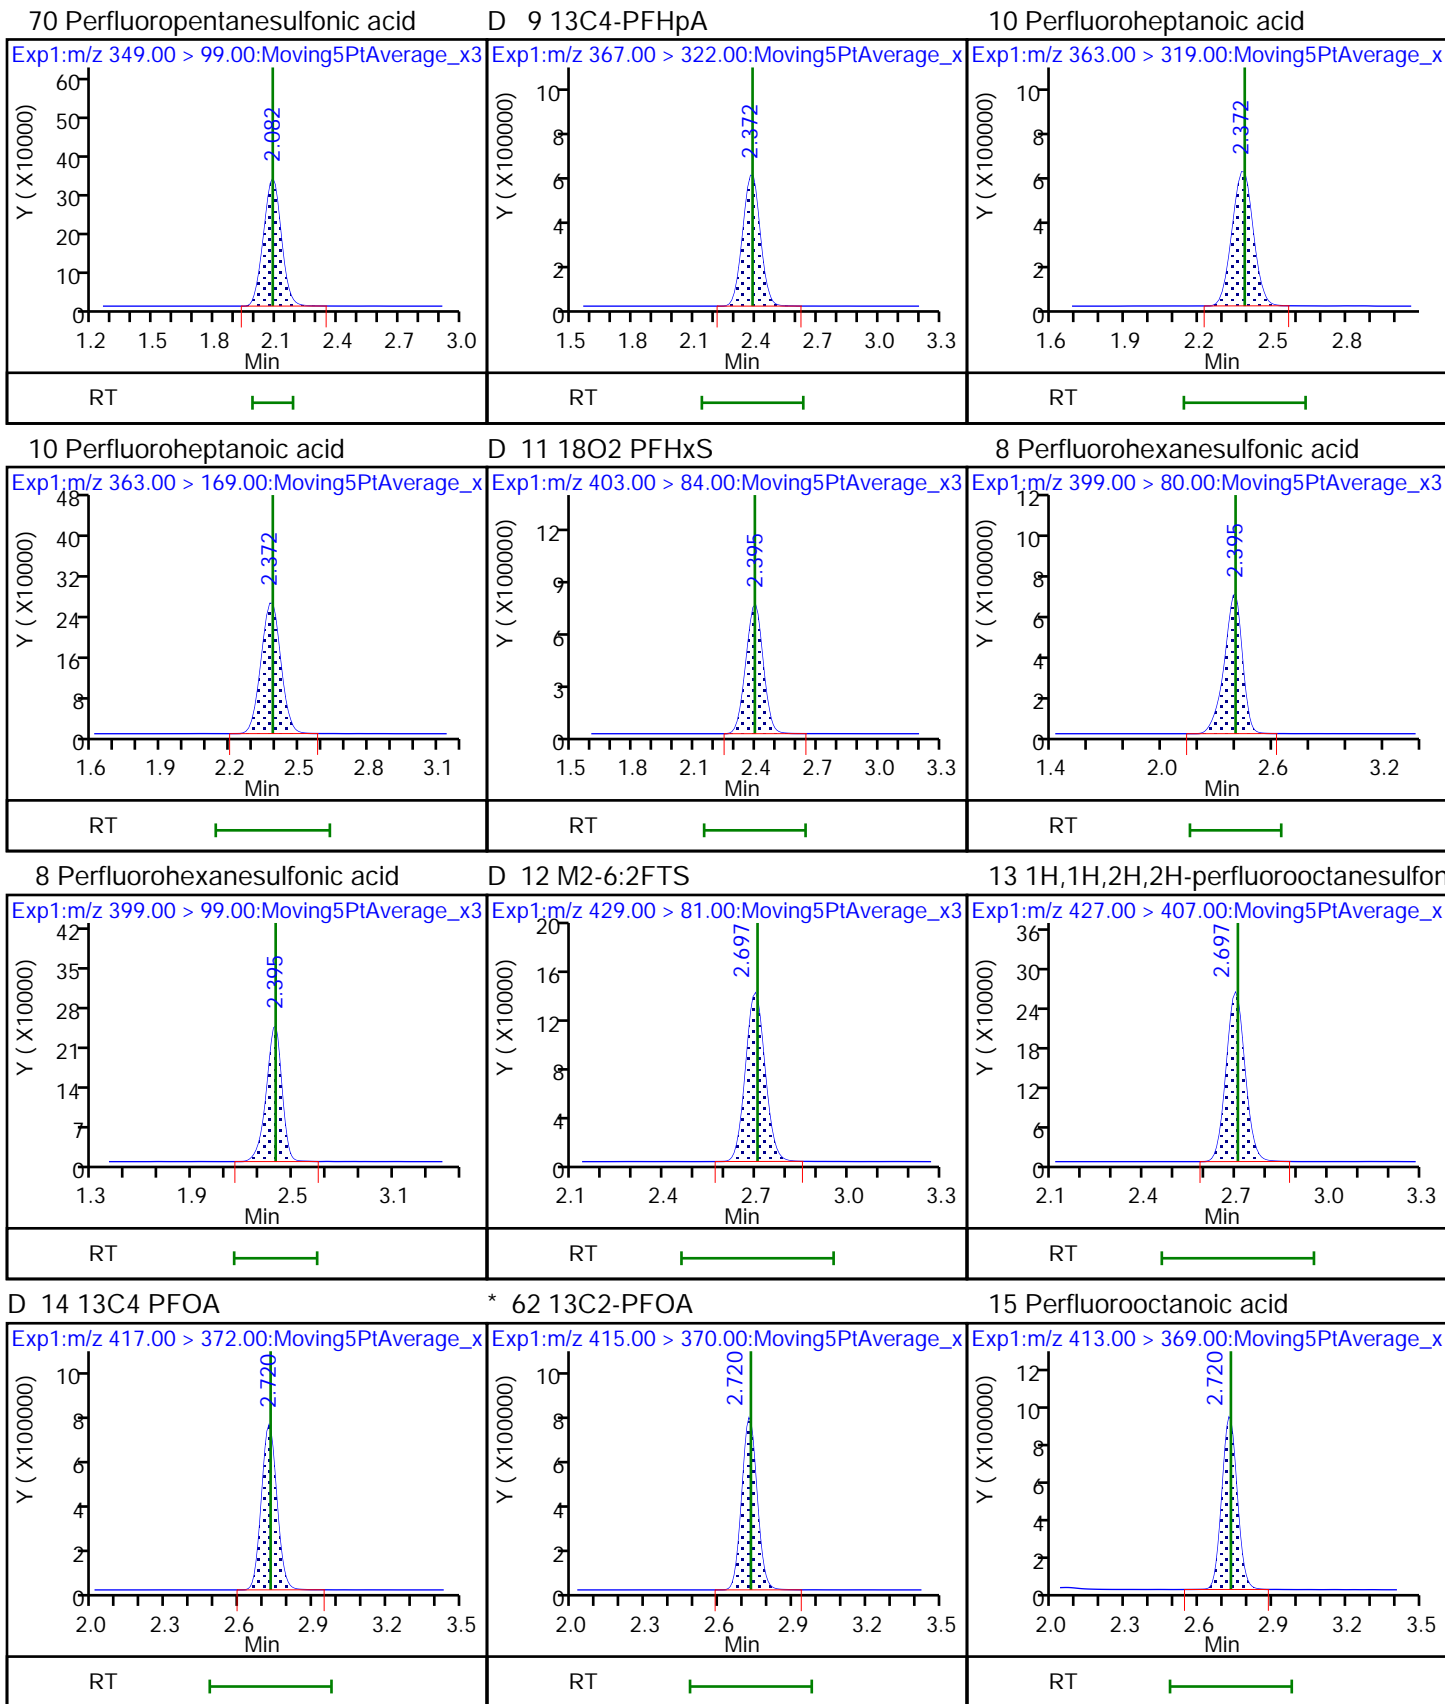 70 Perfluoropentanesulfonic acid
Exp1:m/z 349.00 > 99.00:Moving5PtAverage_x3
Y ( X10000)
60
50
40
30
20
10
0
2.082
1.2 1.5 1.8 2.1 2.4 2.7 3.0
Min
RT
D 9 13C4-PFHpA
Exp1:m/z 367.00 > 322.00:Moving5PtAverage_x
Y ( X100000)
10
8
6
4
2
0
2.372
1.5 1.8 2.1 2.4 2.7 3.0 3.3
Min
RT
10 Perfluoroheptanoic acid
Exp1:m/z 363.00 > 319.00:Moving5PtAverage_x
Y ( X100000)
10
8
6
4
2
0
2.372
1.6 1.9 2.2 2.5 2.8
Min
RT
10 Perfluoroheptanoic acid
Exp1:m/z 363.00 > 169.00:Moving5PtAverage_x
Y ( X10000)
48
40
32
24
16
8
0
2.372
1.6 1.9 2.2 2.5 2.8 3.1
Min
RT
D 11 18O2 PFHxS
Exp1:m/z 403.00 > 84.00:Moving5PtAverage_x3
Y ( X100000)
12
9
6
3
0
2.395
1.5 1.8 2.1 2.4 2.7 3.0 3.3
Min
RT
8 Perfluorohexanesulfonic acid
Exp1:m/z 399.00 > 80.00:Moving5PtAverage_x3
Y ( X100000)
12
10
8
6
4
2
0
2.395
1.4 2.0 2.6 3.2
Min
RT
8 Perfluorohexanesulfonic acid
Exp1:m/z 399.00 > 99.00:Moving5PtAverage_x3
Y ( X10000)
42
35
28
21
14
7
0
2.395
1.3 1.9 2.5 3.1
Min
RT
D 12 M2-6:2FTS
Exp1:m/z 429.00 > 81.00:Moving5PtAverage_x3
Y ( X10000)
20
16
12
8
4
0
2.697
2.1 2.4 2.7 3.0 3.3
Min
RT
13 1H,1H,2H,2H-perfluorooctanesulfon
Exp1:m/z 427.00 > 407.00:Moving5PtAverage_x
Y ( X10000)
36
30
24
18
12
6
0
2.697
2.1 2.4 2.7 3.0 3.3
Min
RT
D 14 13C4 PFOA
Exp1:m/z 417.00 > 372.00:Moving5PtAverage_x
Y ( X100000)
10
8
6
4
2
0
2.720
2.0 2.3 2.6 2.9 3.2 3.5
Min
RT
* 62 13C2-PFOA
Exp1:m/z 415.00 > 370.00:Moving5PtAverage_x
Y ( X100000)
10
8
6
4
2
0
2.720
2.0 2.3 2.6 2.9 3.2 3.5
Min
RT
15 Perfluorooctanoic acid
Exp1:m/z 413.00 > 369.00:Moving5PtAverage_x
Y ( X100000)
12
10
8
6
4
2
0
2.720
2.0 2.3 2.6 2.9 3.2 3.5
Min
RT